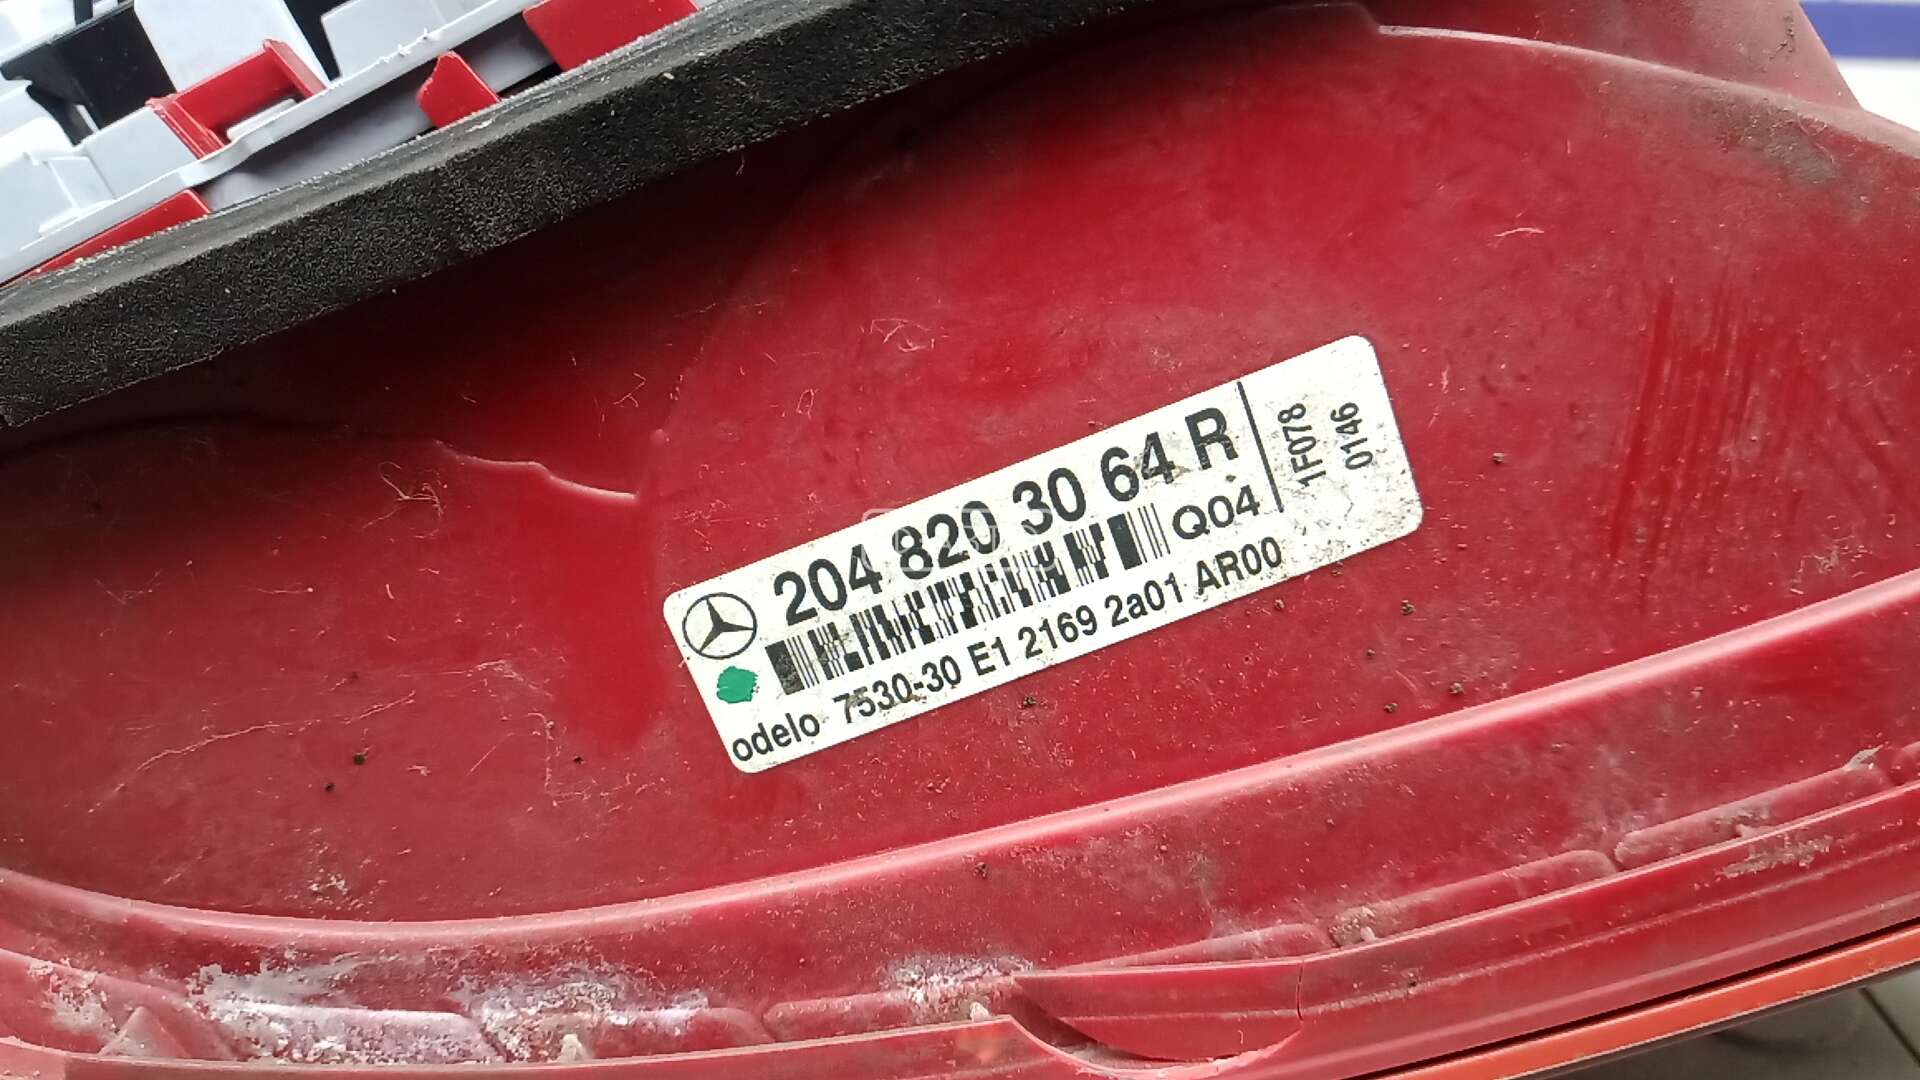 204 820 30 64 R
Q04
odelo 7530-30 E1 2169 2a01 AR00
1F078
0146